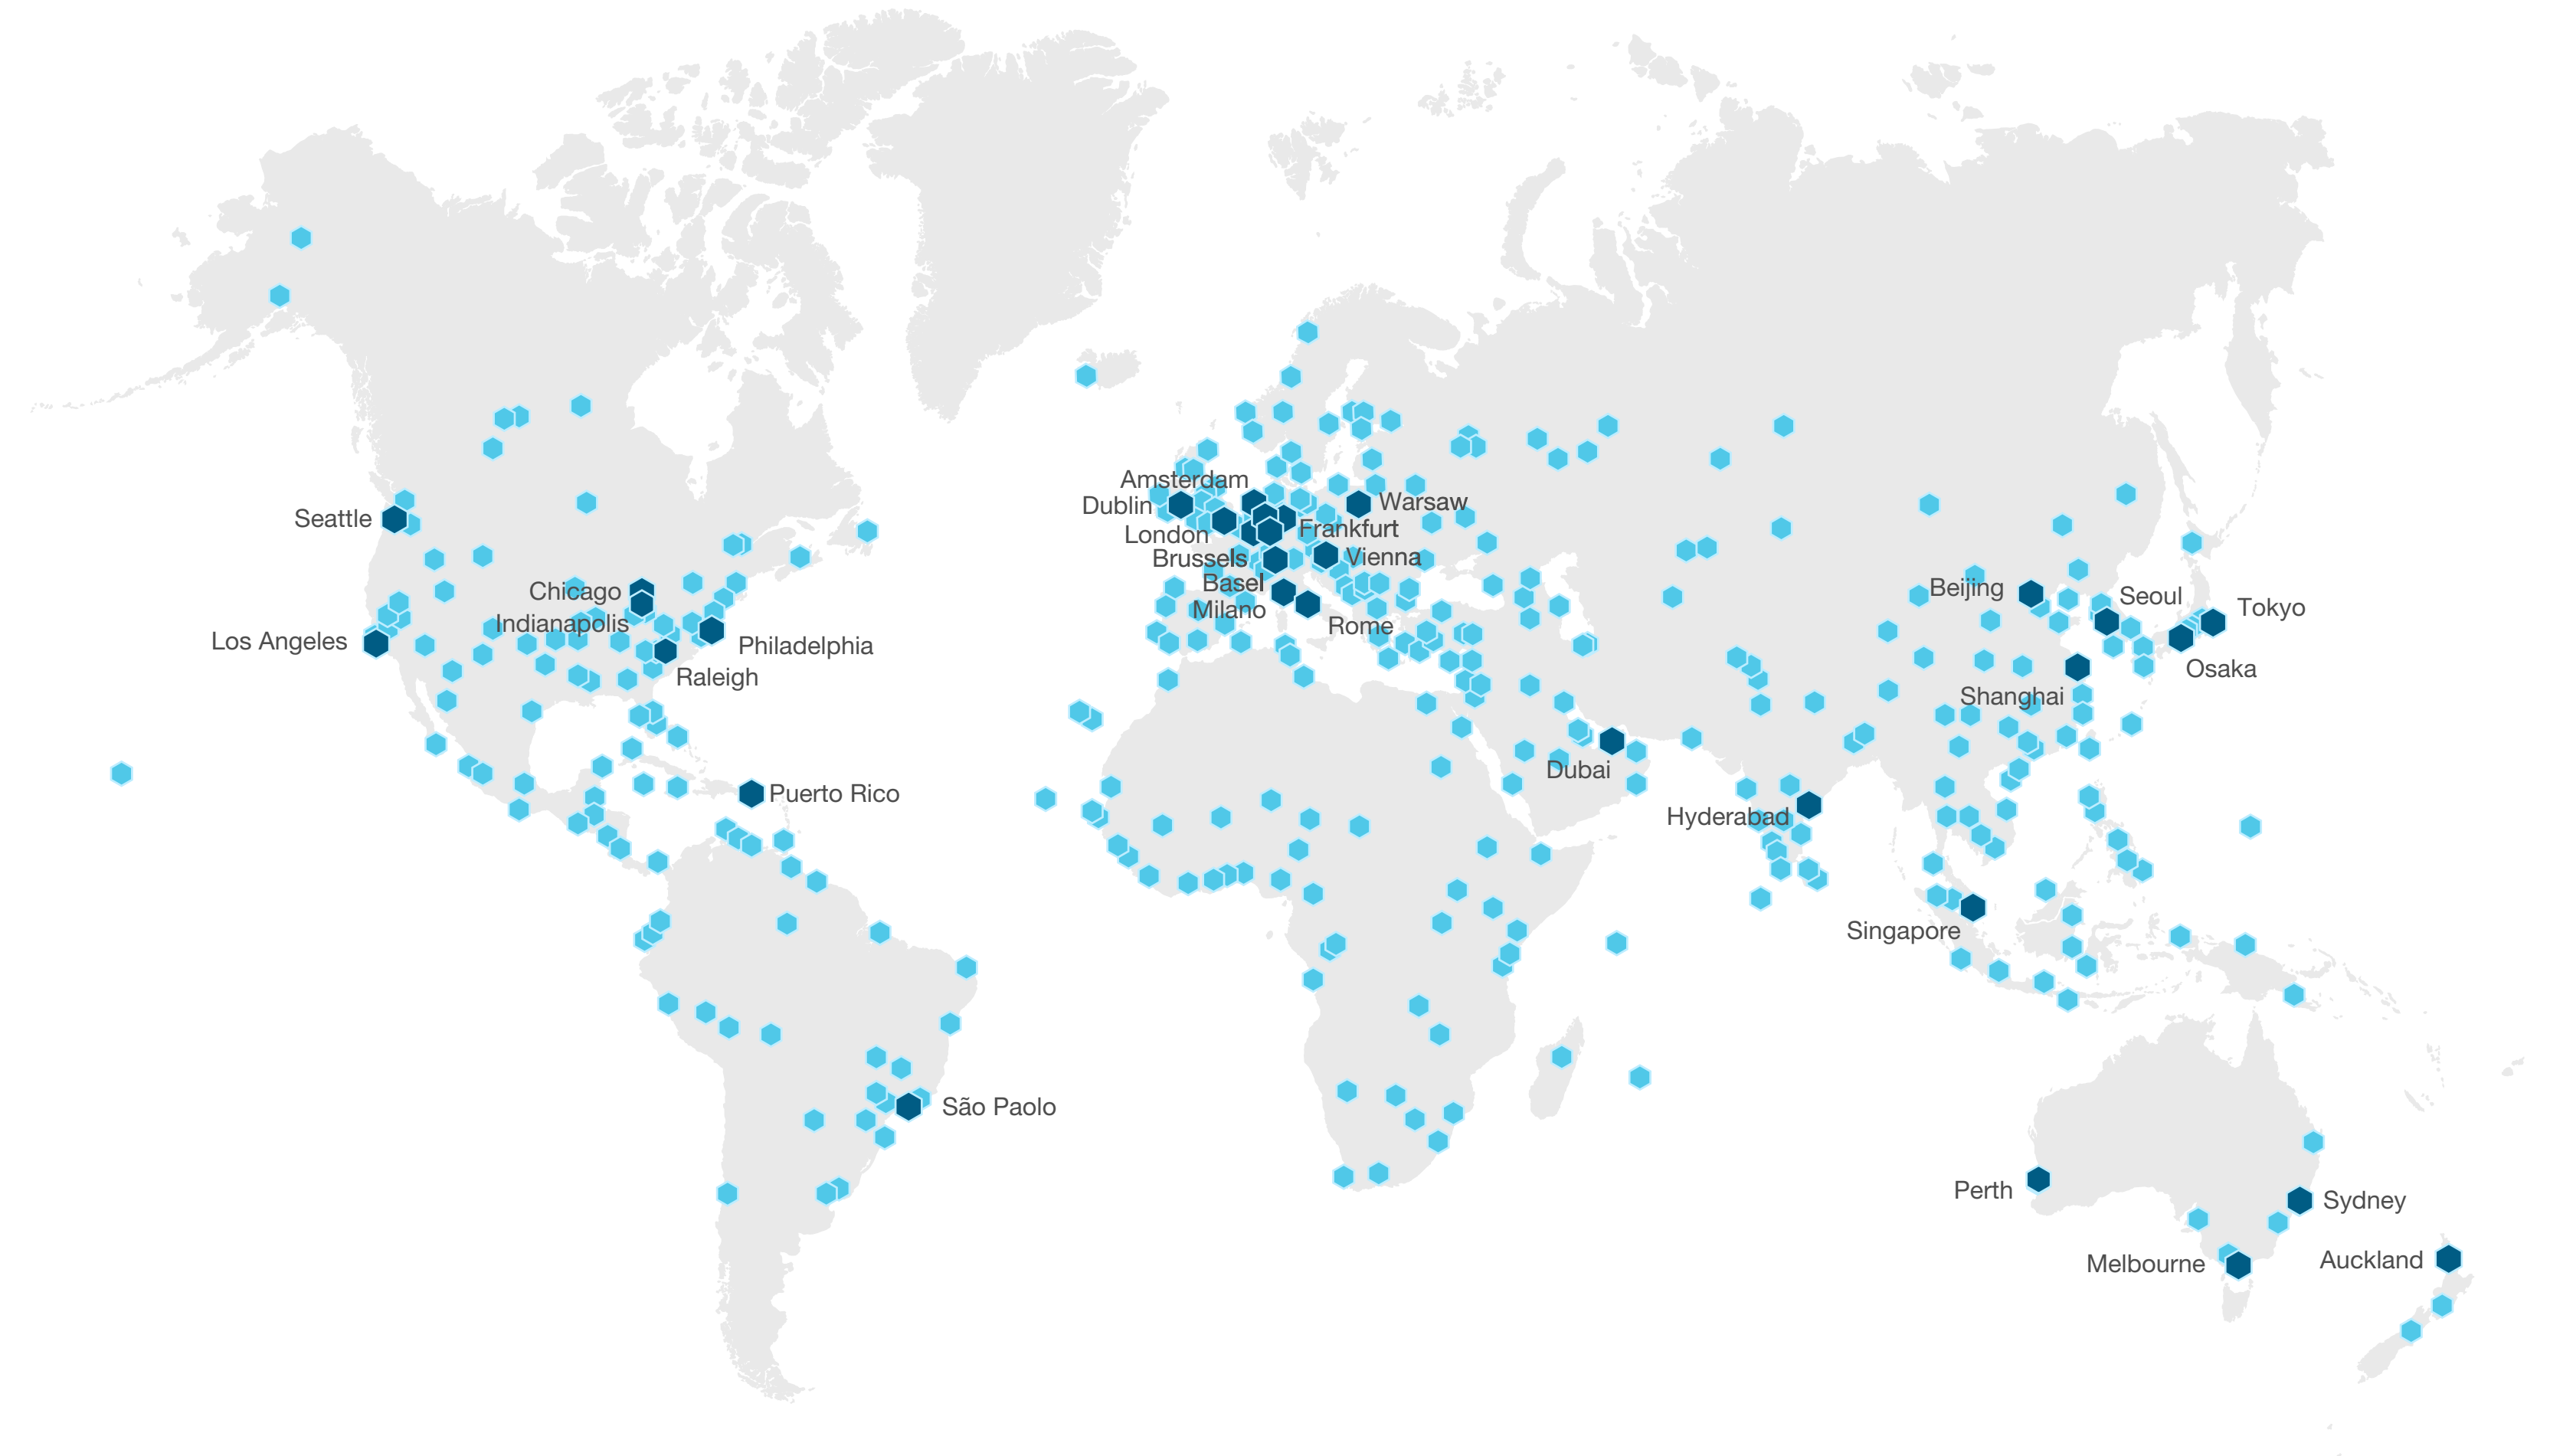 Amsterdam
Dublin
Warsaw
Seattle
London
Frankfurt
Brussels
Vienna
Basel
Chicago
Beijing
Seoul
Tokyo
Milano
Indianapolis
Rome
Los Angeles
Philadelphia
Raleigh
Osaka
Shanghai
Dubai
Puerto Rico
Hyderabad
Singapore
São Paolo
Perth
Sydney
Melbourne
Auckland